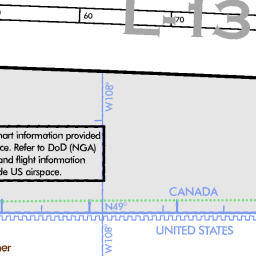 60
70
L-13
W108°
hart information provided
ce. Refer to DoD (NGA)
and flight information
de US airspace.
CANADA
N49°
UNITED STATES
W108°
her